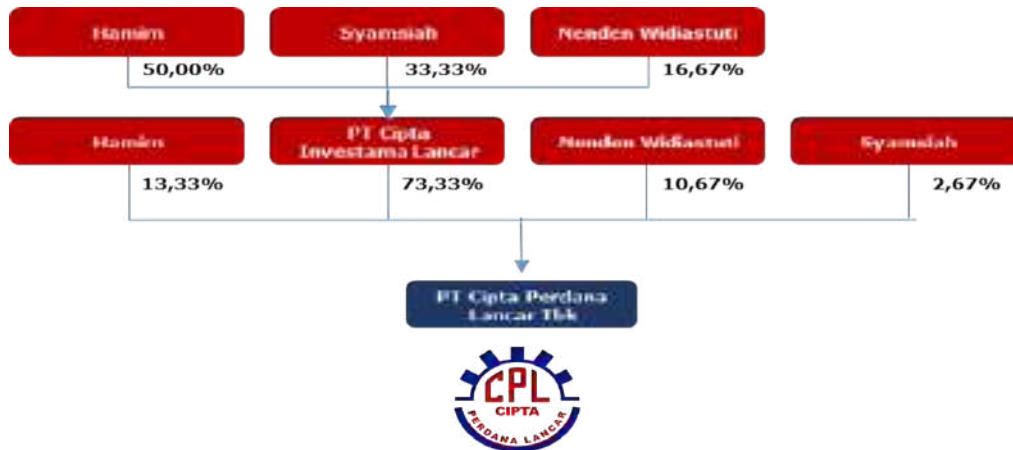 Hamim
Syamsiah
Nenden Widiastuti
50,00%
33,33%
16,67%
Hamim
PT Cipta
Investama Lancar
Nenden Widiastuti
Syamsiah
13,33%
73,33%
10,67%
2,67%
PT Cipta Perdana
Lancar Tbk
CPL
CIPTA
PERDANA LANCAR